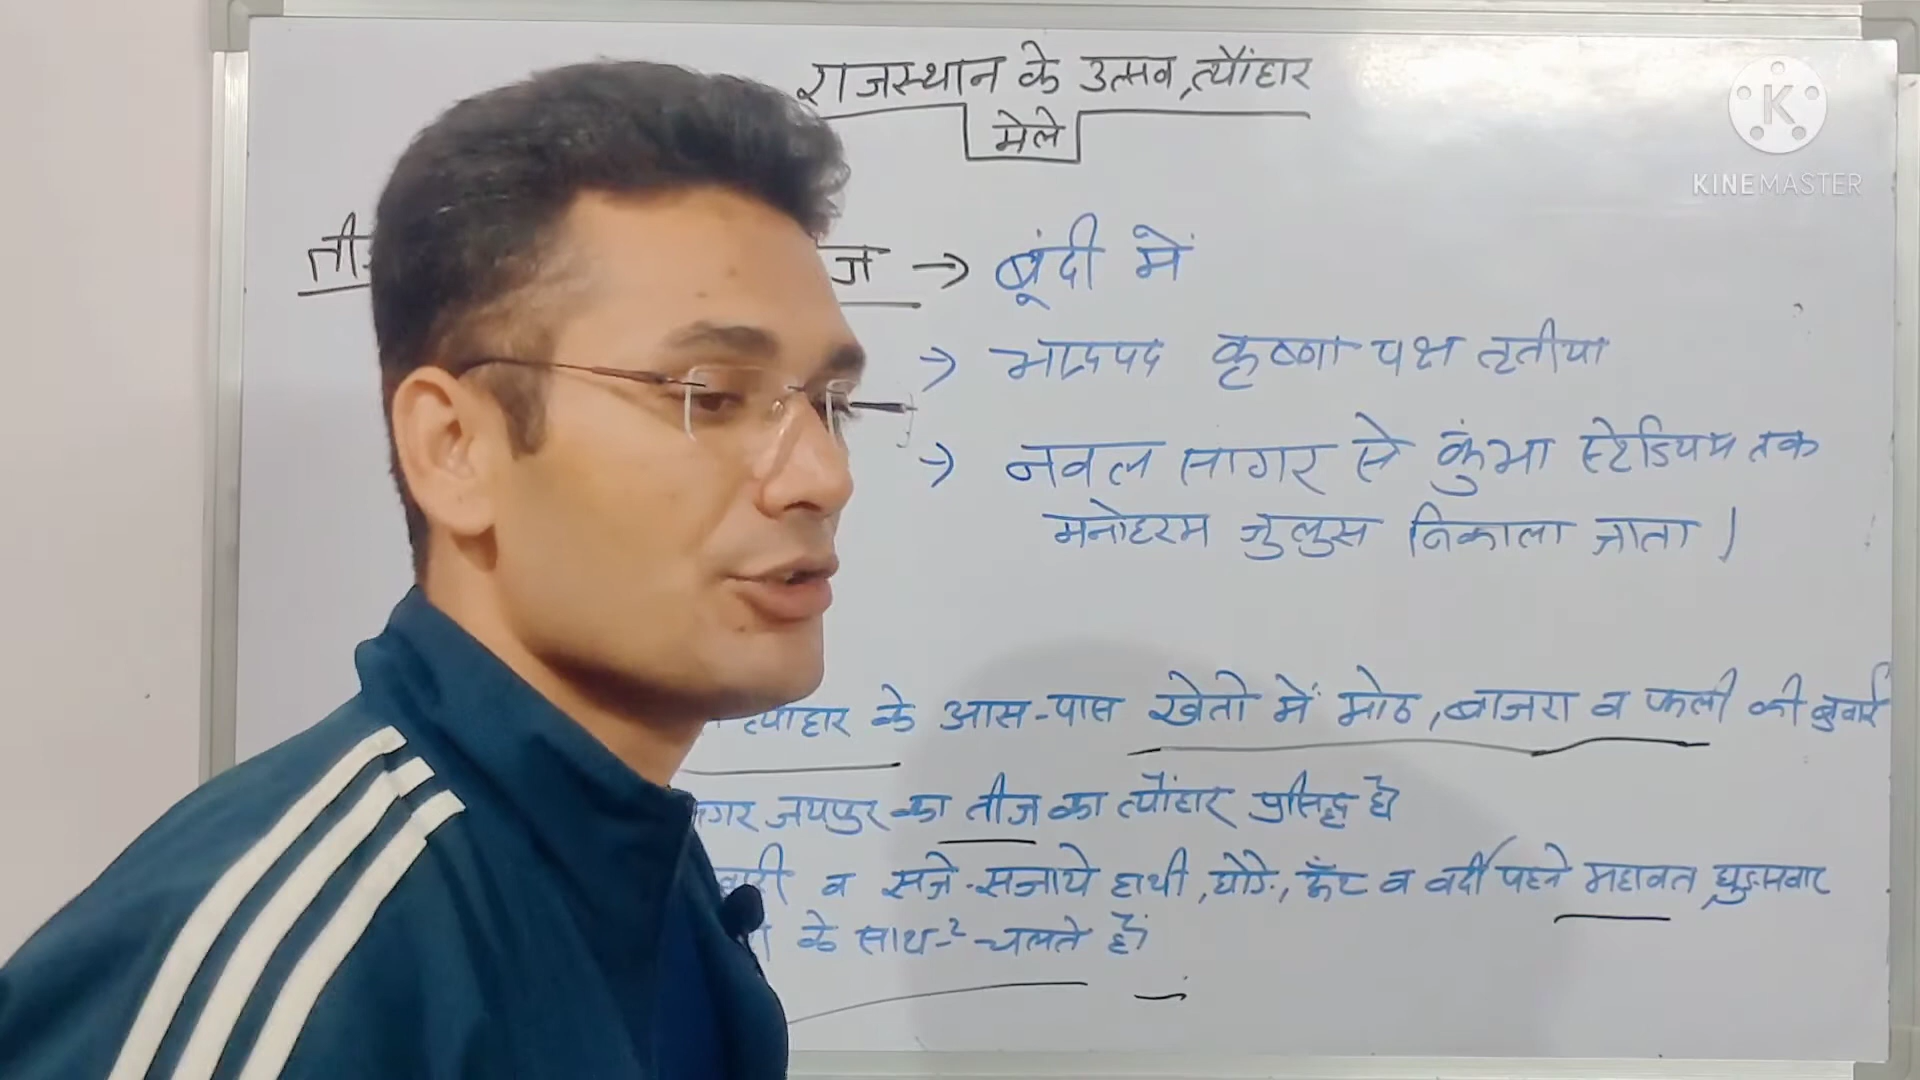 राजस्थान के उत्सव, त्यौंहार
मेले
KINEMASTER
ती ज → बूंदी में
→ भाद्रपद कृष्णा पक्ष तृतीया
→ नवल सागर से कुंभा स्टेडियम तक
मनोहरम जुलुस निकाला जाता।
त्यौहार के आस-पास खेतो में मोठ, बाजरा व फली की बुवाई
गर जयपुर का तीज का त्यौंहार प्रसिद्ध है।
व सजे-सजाये हाथी, घोडे, ऊँट व वर्दी पहने महावत, घुड़सवार
के साथ-2 चलते है।